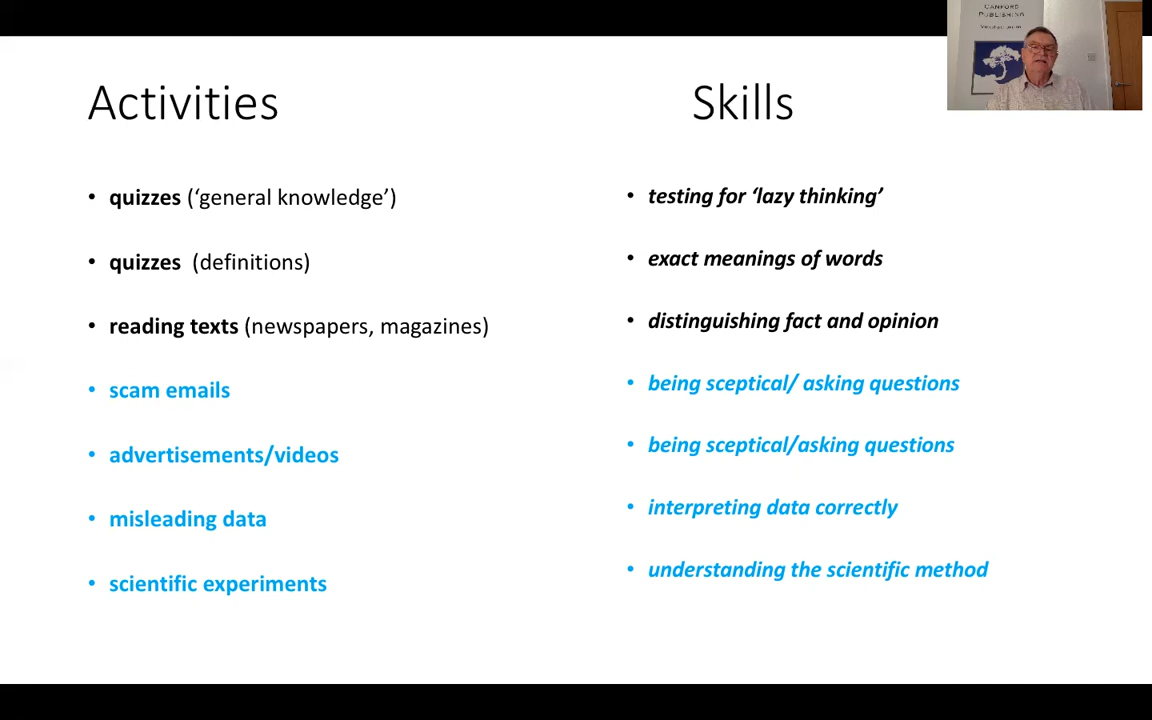 CANFORD
PUBLISHING
Activities
Skills
• quizzes (‘general knowledge’)
• quizzes (definitions)
• reading texts (newspapers, magazines)
• scam emails
• advertisements/videos
• misleading data
• scientific experiments
• testing for ‘lazy thinking’
• exact meanings of words
• distinguishing fact and opinion
• being sceptical/ asking questions
• being sceptical/asking questions
• interpreting data correctly
• understanding the scientific method